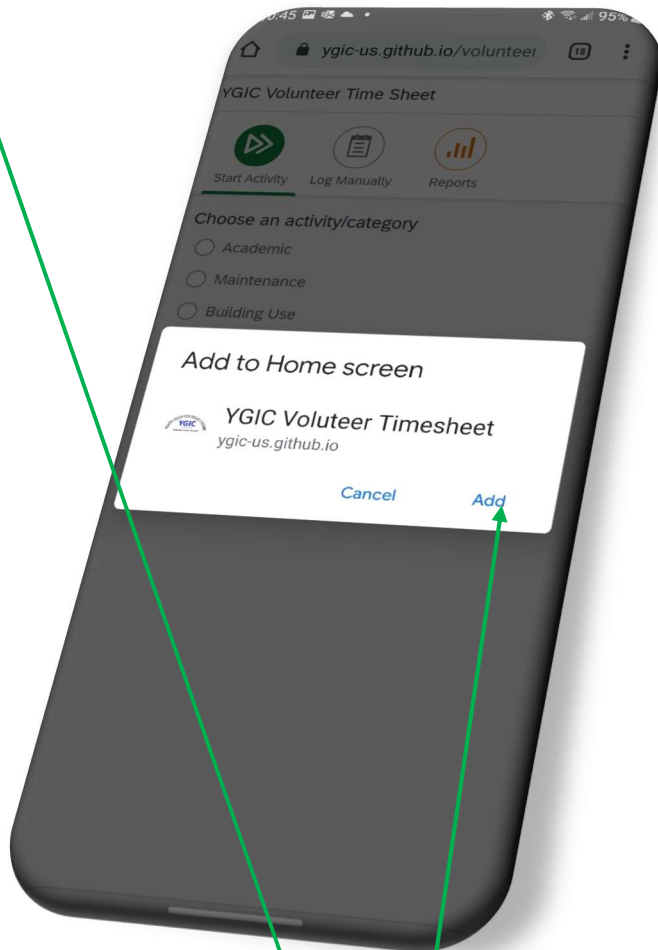 :45 95%
ygic-us.github.io/volunteer 18
YGIC Volunteer Time Sheet
Start Activity Log Manually Reports
Choose an activity/category
Academic
Maintenance
Building Use
Add to Home screen
YGIC
YGIC Voluteer Timesheet
ygic-us.github.io
Cancel Add